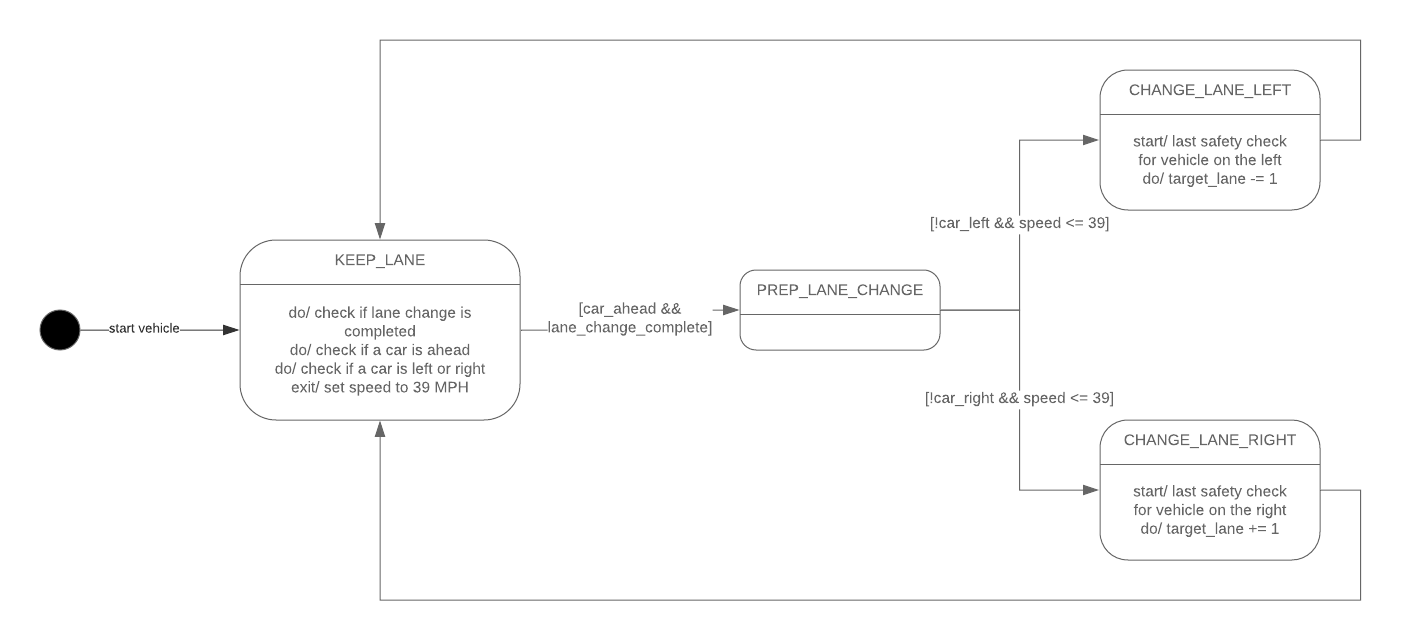 CHANGE_LANE_LEFT
start/ last safety check
for vehicle on the left
do/ target_lane -= 1
[!car_left && speed <= 39]
KEEP_LANE
do/ check if lane change is
completed
do/ check if a car is ahead
do/ check if a car is left or right
exit/ set speed to 39 MPH
start vehicle
[car_ahead &&
lane_change_complete]
PREP_LANE_CHANGE
[!car_right && speed <= 39]
CHANGE_LANE_RIGHT
start/ last safety check
for vehicle on the right
do/ target_lane += 1